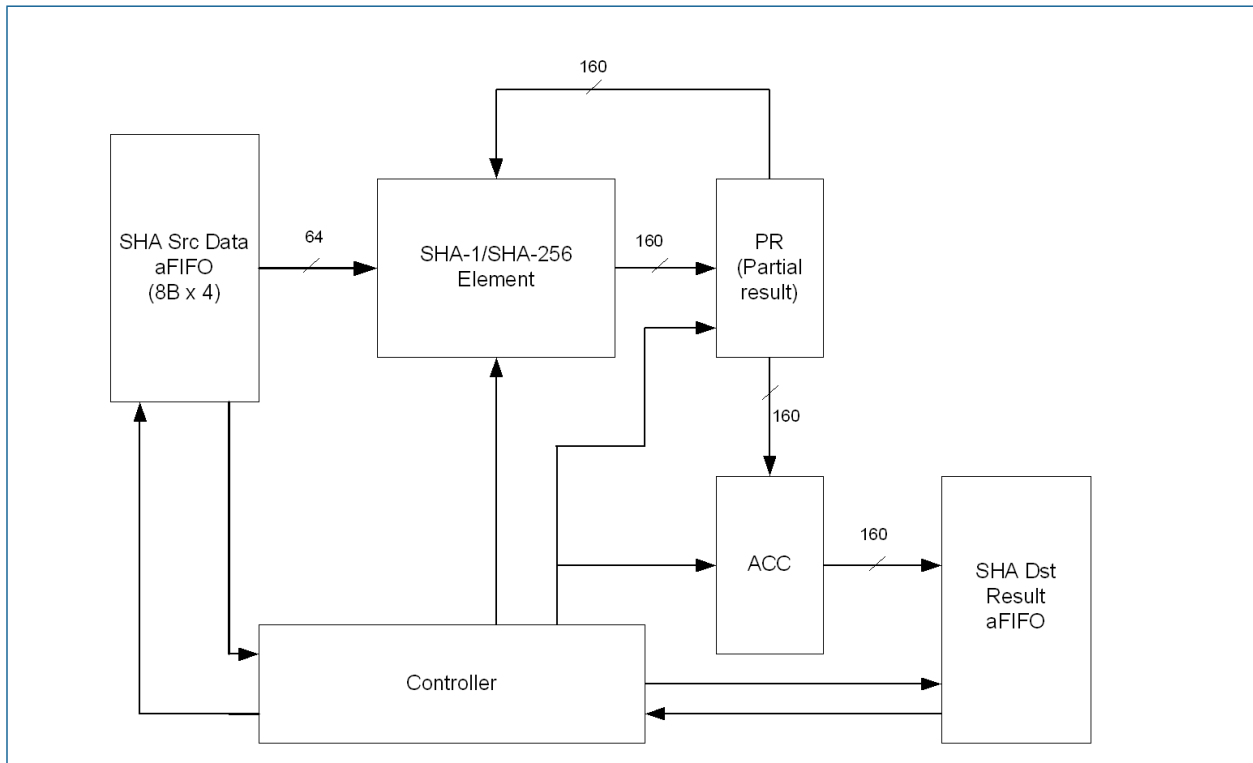 160
SHA Src Data
aFIFO
(8B x 4)
64
SHA-1/SHA-256
Element
160
PR
(Partial
result)
160
ACC
160
SHA Dst
Result
aFIFO
Controller